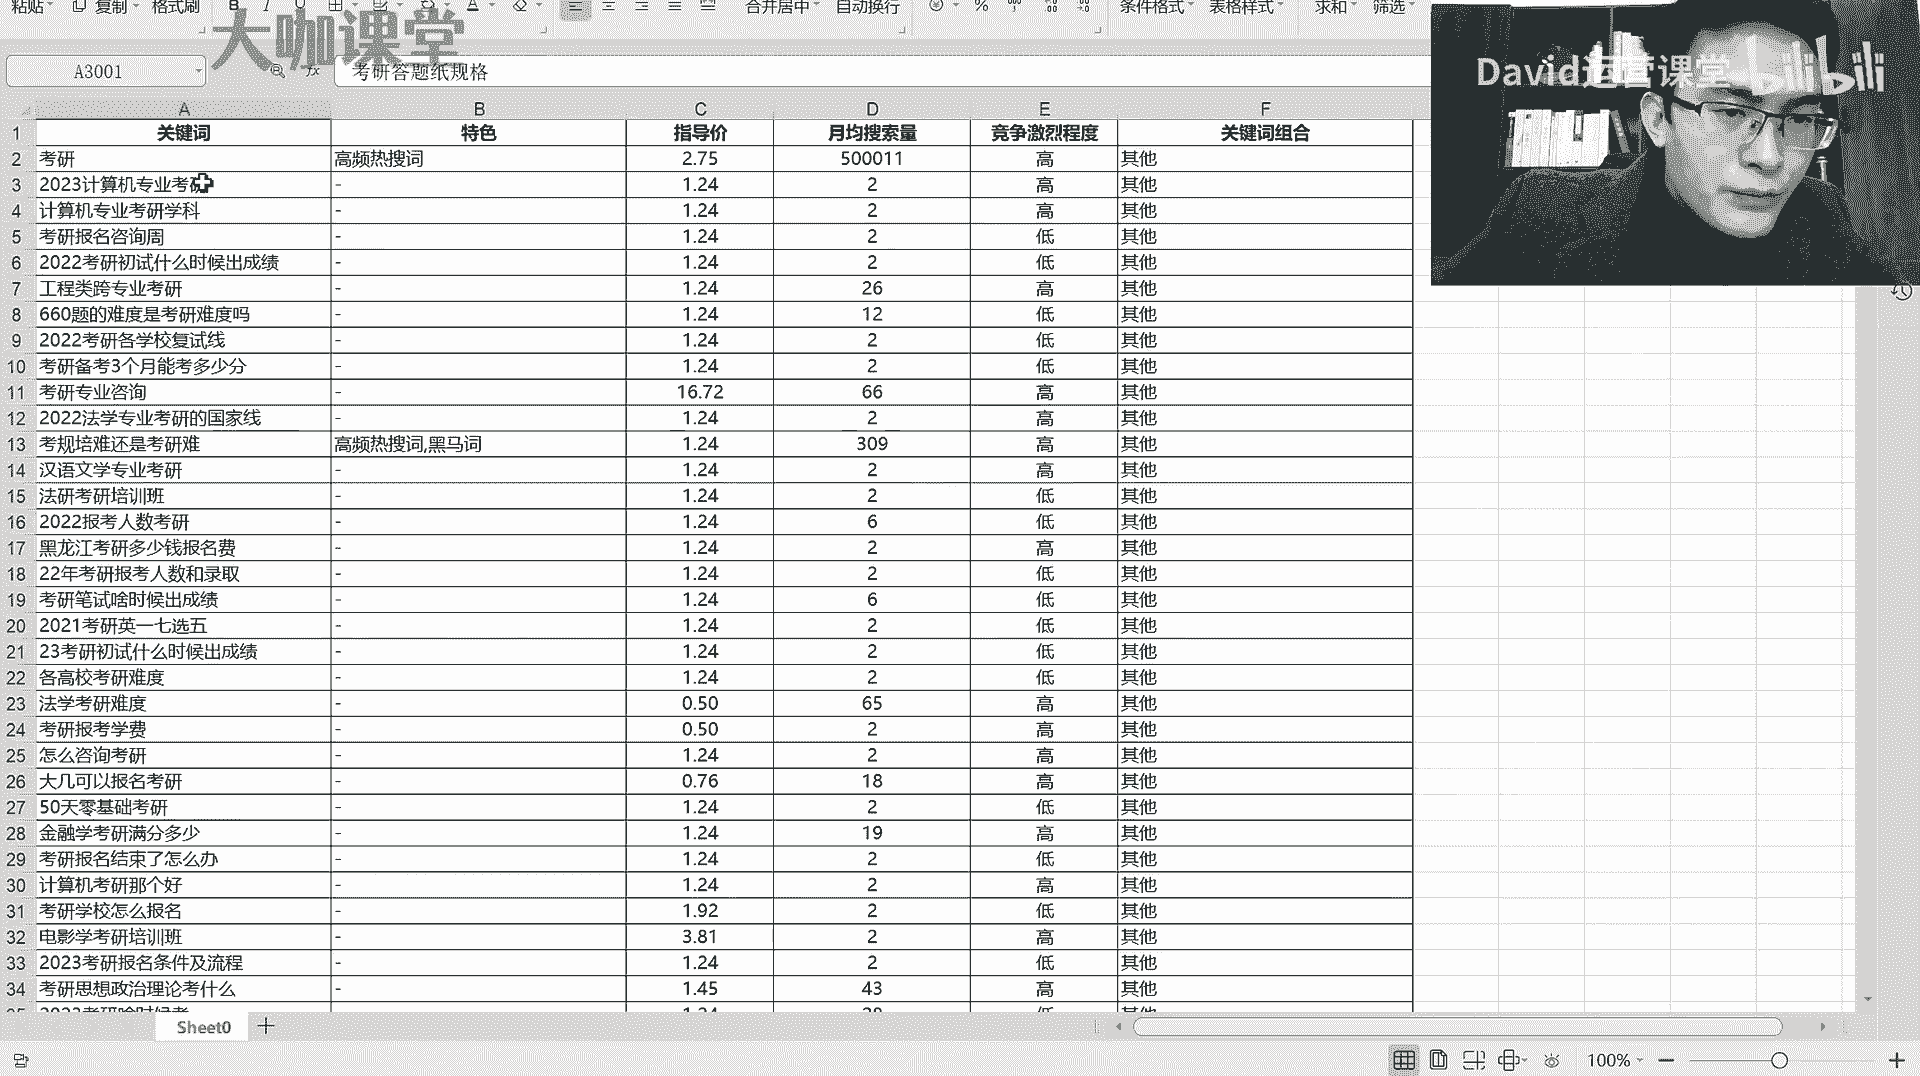 粘贴 复制 格式刷 B I U A 合并居中 自动换行 % 条件格式 表格样式 求和 筛选
大咖课堂
David运营课堂 bilibili
A3001 fx 考研答题纸规格
A B C D E F
1 关键词 特色 指导价 月均搜索量 竞争激烈程度 关键词组合
2 考研 高频热搜词 2.75 500011 高 其他
3 2023计算机专业考 - 1.24 2 高 其他
4 计算机专业考研学科 - 1.24 2 高 其他
5 考研报名咨询周 - 1.24 2 低 其他
6 2022考研初试什么时候出成绩 - 1.24 2 低 其他
7 工程类跨专业考研 - 1.24 26 高 其他
8 660题的难度是考研难度吗 - 1.24 12 低 其他
9 2022考研各学校复试线 - 1.24 2 低 其他
10 考研备考3个月能考多少分 - 1.24 2 低 其他
11 考研专业咨询 - 16.72 66 高 其他
12 2022法学专业考研的国家线 - 1.24 2 高 其他
13 考规培难还是考研难 高频热搜词,黑马词 1.24 309 高 其他
14 汉语文学专业考研 - 1.24 2 高 其他
15 法研考研培训班 - 1.24 2 低 其他
16 2022报考人数考研 - 1.24 6 低 其他
17 黑龙江考研多少钱报名费 - 1.24 2 高 其他
18 22年考研报考人数和录取 - 1.24 2 低 其他
19 考研笔试啥时候出成绩 - 1.24 6 低 其他
20 2021考研英一七选五 - 1.24 2 低 其他
21 23考研初试什么时候出成绩 - 1.24 2 低 其他
22 各高校考研难度 - 1.24 2 低 其他
23 法学考研难度 - 0.50 65 高 其他
24 考研报考学费 - 0.50 2 高 其他
25 怎么咨询考研 - 1.24 2 高 其他
26 大几可以报名考研 - 0.76 18 高 其他
27 50天零基础考研 - 1.24 2 低 其他
28 金融学考研满分多少 - 1.24 19 高 其他
29 考研报名结束了怎么办 - 1.24 2 低 其他
30 计算机考研那个好 - 1.24 2 高 其他
31 考研学校怎么报名 - 1.92 2 低 其他
32 电影学考研培训班 - 3.81 2 高 其他
33 2023考研报名条件及流程 - 1.24 2 低 其他
34 考研思想政治理论考什么 - 1.45 43 高 其他
Sheet0
100%